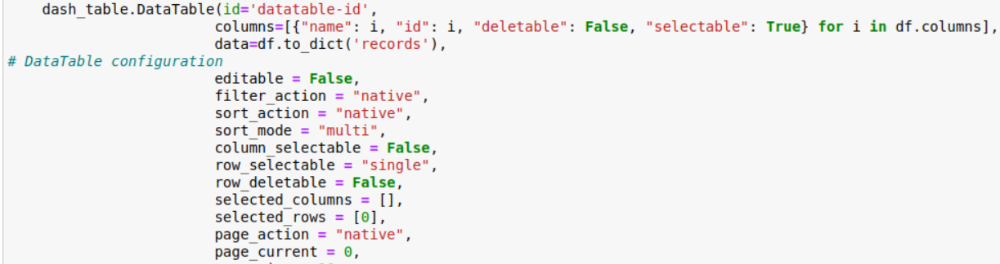 dash_table.DataTable(id='datatable-id',
columns=[{"name": i, "id": i, "deletable": False, "selectable": True} for i in df.columns],
data=df.to_dict('records'),
# DataTable configuration
editable = False,
filter_action = "native",
sort_action = "native",
sort_mode = "multi",
column_selectable = False,
row_selectable = "single",
row_deletable = False,
selected_columns = [],
selected_rows = [0],
page_action = "native",
page_current = 0,